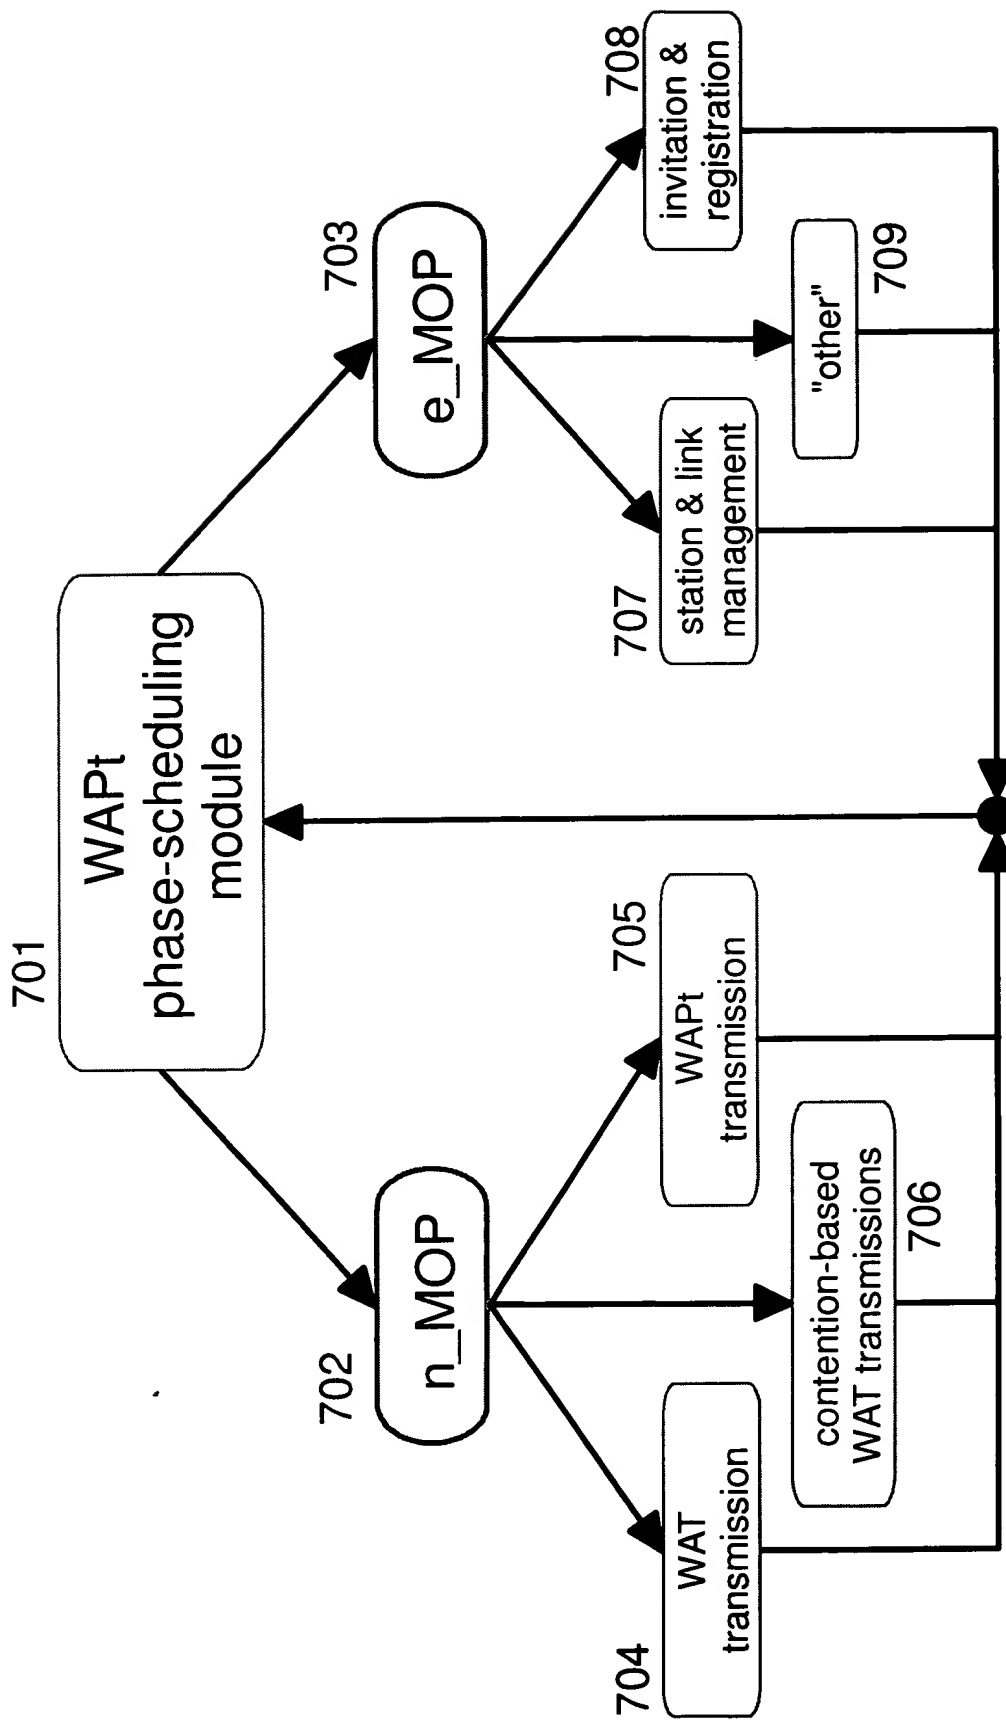 701
WAPt
phase-scheduling
module
702
n_MOP
703
e_MOP
704
WAT
transmission
705
WAPt
transmission
707
station & link
management
708
invitation &
registration
contention-based
WAT transmissions
706
"other"
709